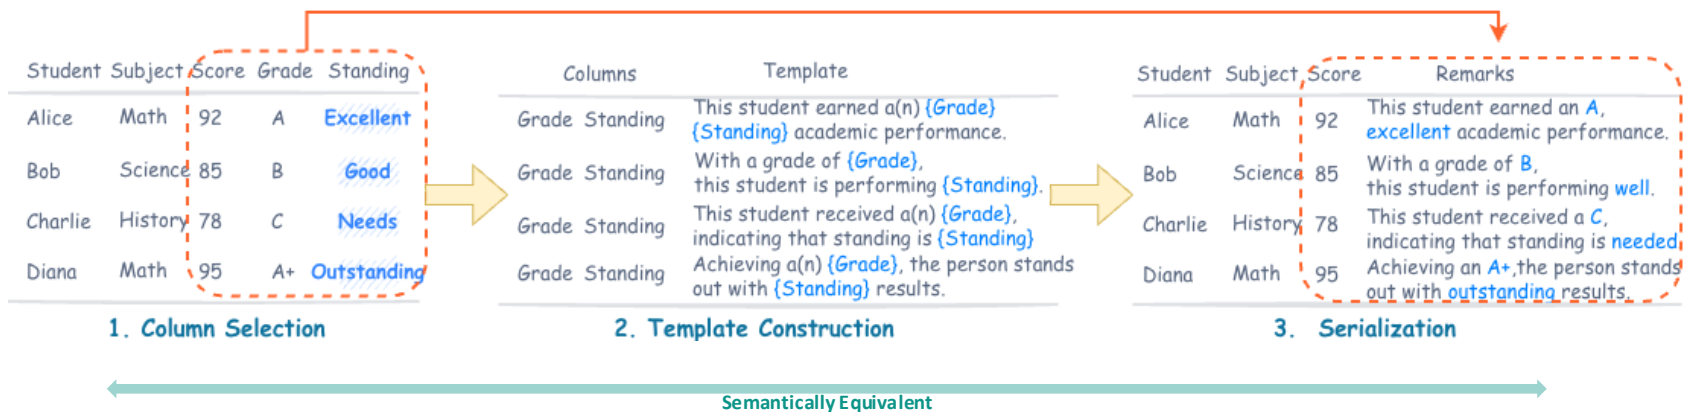 Student Subject Score Grade Standing
Alice Math 92 A Excellent
Bob Science 85 B Good
Charlie History 78 C Needs
Diana Math 95 A+ Outstanding
1. Column Selection
Columns Template
Grade Standing This student earned a(n) {Grade}
{Standing} academic performance.
Grade Standing With a grade of {Grade},
this student is performing {Standing}.
Grade Standing This student received a(n) {Grade},
indicating that standing is {Standing}
Grade Standing Achieving a(n) {Grade}, the person stands
out with {Standing} results.
2. Template Construction
Student Subject Score Remarks
Alice Math 92 This student earned an A,
excellent academic performance.
Bob Science 85 With a grade of B,
this student is performing well.
Charlie History 78 This student received a C,
indicating that standing is needed
Diana Math 95 Achieving an A+,the person stands
out with outstanding results.
3. Serialization
Semantically Equivalent